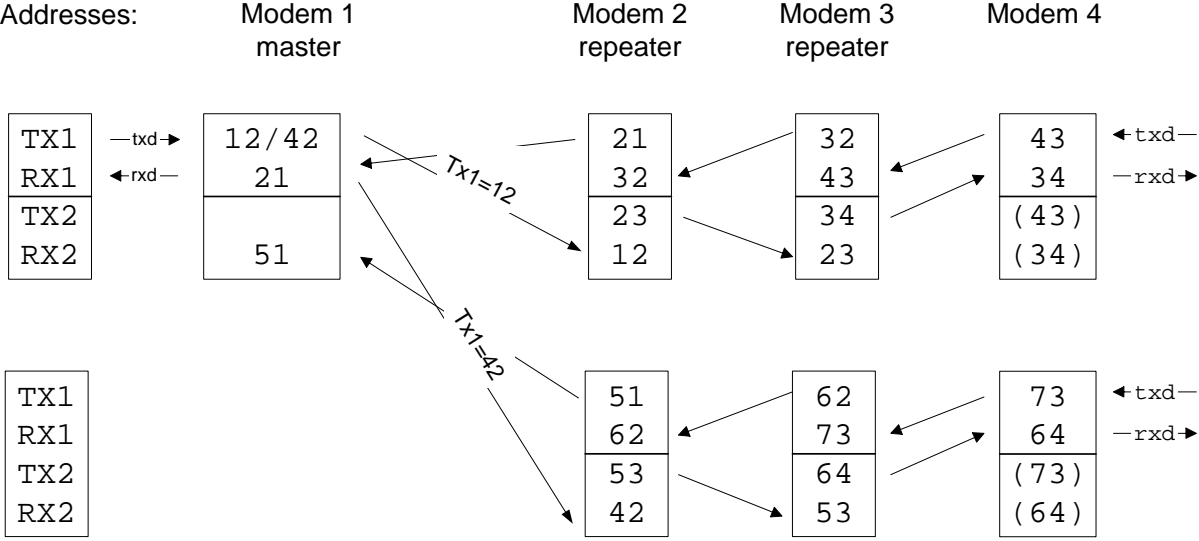 Addresses: Modem 1 Modem 2 Modem 3 Modem 4
master repeater repeater
TX1 txd 12/42 21 32 43 txd
RX1 rxd 21 Tx1=12 32 43 34 rxd
TX2 23 34 (43)
RX2 51 12 23 (34)
Tx1=42
TX1 51 62 73 txd
RX1 62 73 64 rxd
TX2 53 64 (73)
RX2 42 53 (64)